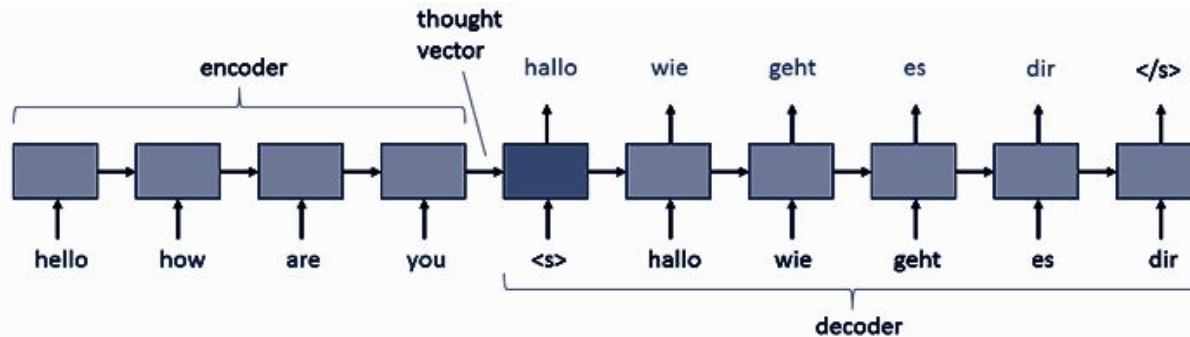 thought
vector
encoder
hallo wie geht es dir </s>
hello how are you <s> hallo wie geht es dir
decoder